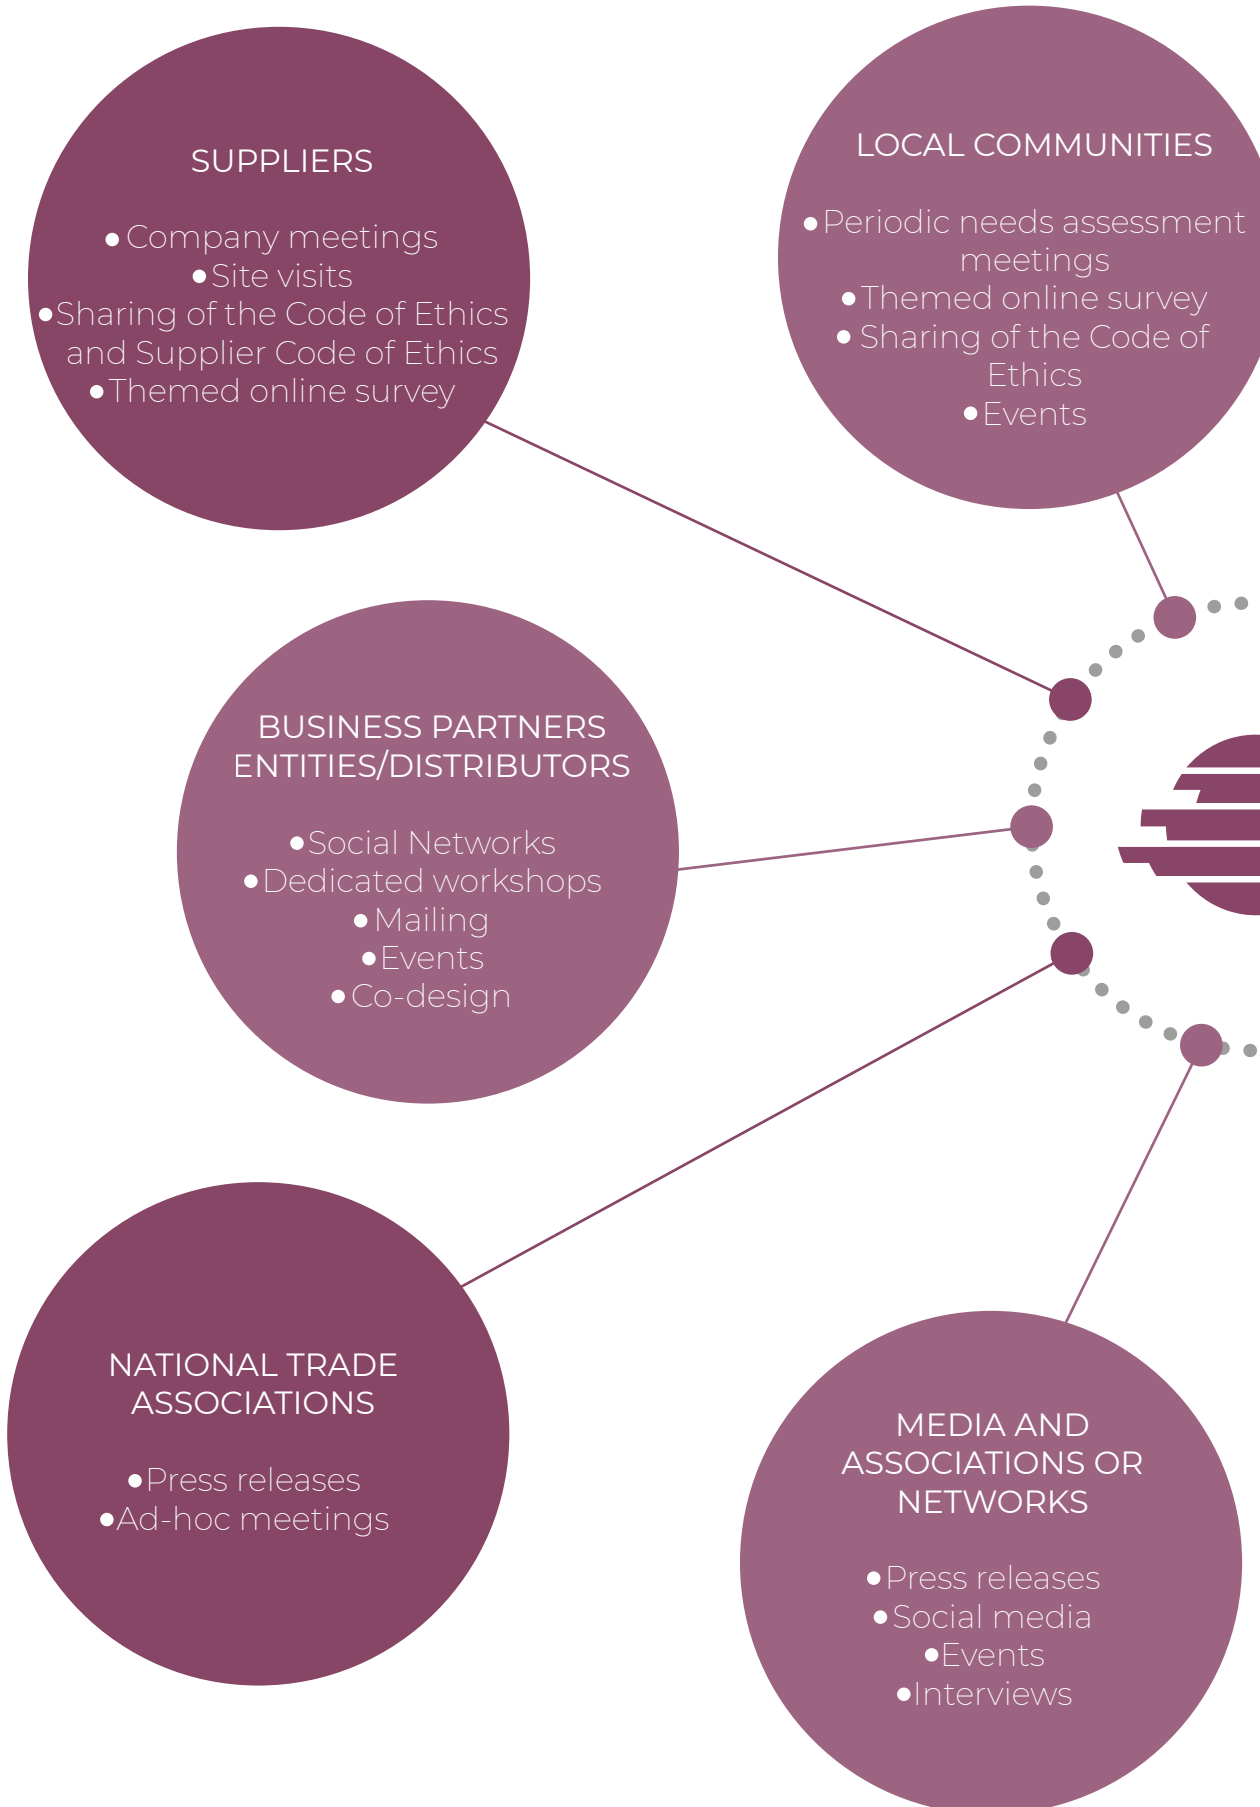 SUPPLIERS
● Company meetings
● Site visits
● Sharing of the Code of Ethics
and Supplier Code of Ethics
● Themed online survey
LOCAL COMMUNITIES
● Periodic needs assessment
meetings
● Themed online survey
● Sharing of the Code of
Ethics
● Events
BUSINESS PARTNERS
ENTITIES/DISTRIBUTORS
● Social Networks
● Dedicated workshops
● Mailing
● Events
● Co-design
NATIONAL TRADE
ASSOCIATIONS
● Press releases
● Ad-hoc meetings
MEDIA AND
ASSOCIATIONS OR
NETWORKS
● Press releases
● Social media
● Events
● Interviews